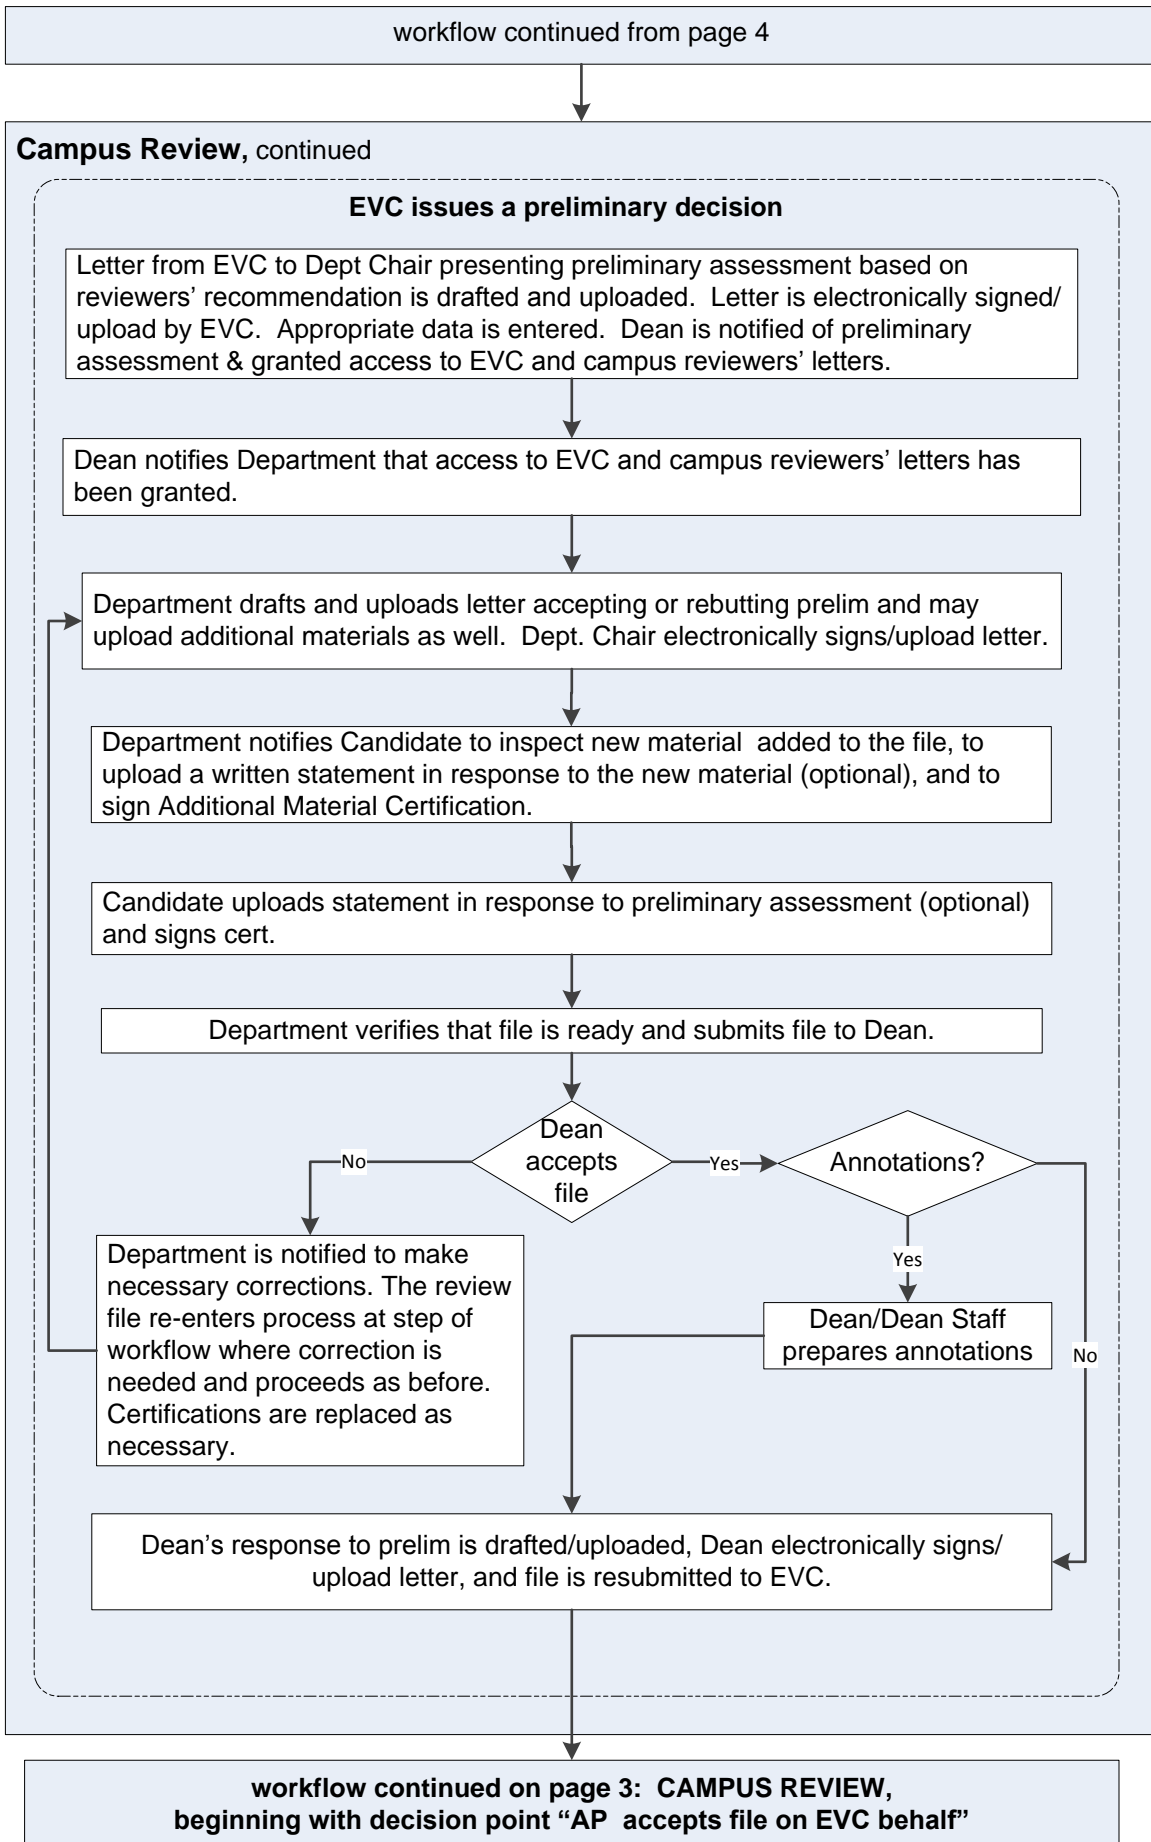 workflow continued from page 4
Campus Review, continued
EVC issues a preliminary decision
Letter from EVC to Dept Chair presenting preliminary assessment based on
reviewers’ recommendation is drafted and uploaded.  Letter is electronically signed/
upload by EVC.  Appropriate data is entered.  Dean is notified of preliminary
assessment & granted access to EVC and campus reviewers’ letters.
Dean notifies Department that access to EVC and campus reviewers’ letters has
been granted.
Department drafts and uploads letter accepting or rebutting prelim and may
upload additional materials as well.  Dept. Chair electronically signs/upload letter.
Department notifies Candidate to inspect new material  added to the file, to
upload a written statement in response to the new material (optional), and to
sign Additional Material Certification.
Candidate uploads statement in response to preliminary assessment (optional)
and signs cert.
Department verifies that file is ready and submits file to Dean.
Dean
accepts
file
No
Yes
Annotations?
Department is notified to make
necessary corrections. The review
file re-enters process at step of
workflow where correction is
needed and proceeds as before.
Certifications are replaced as
necessary.
Yes
Dean/Dean Staff
prepares annotations
No
Dean’s response to prelim is drafted/uploaded, Dean electronically signs/
upload letter, and file is resubmitted to EVC.
workflow continued on page 3:  CAMPUS REVIEW,
beginning with decision point “AP  accepts file on EVC behalf”